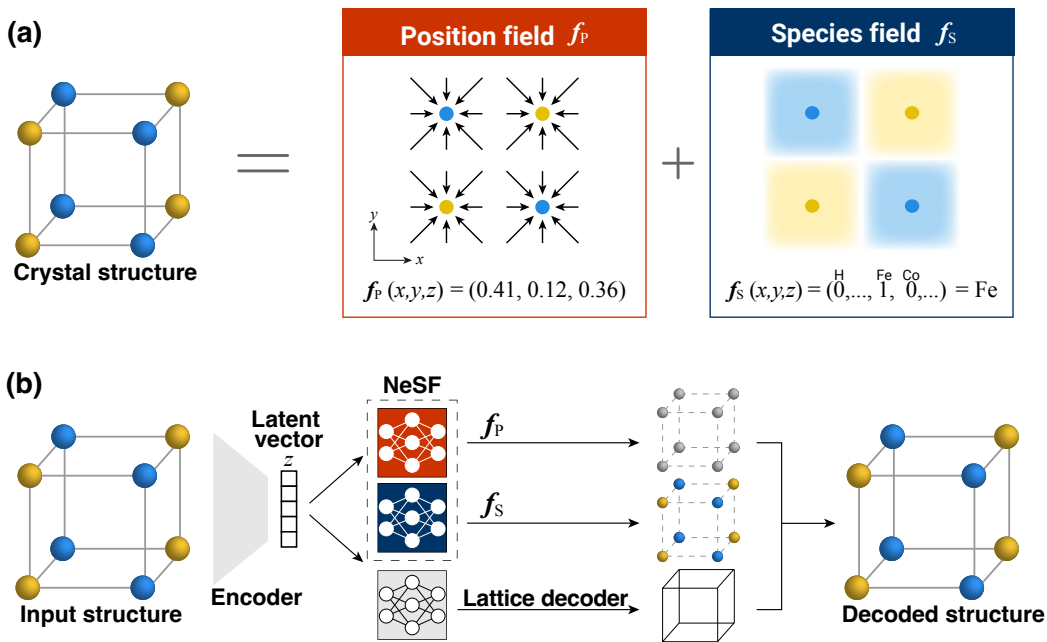 (a)
Position field fP
Species field fS
y
x
Crystal structure
fP (x,y,z) = (0.41, 0.12, 0.36)
H Fe Co
fS (x,y,z) = (0,..., 1, 0,...) = Fe
(b)
NeSF
Latent
vector
z
fP
fS
Encoder
Lattice decoder
Input structure
Decoded structure